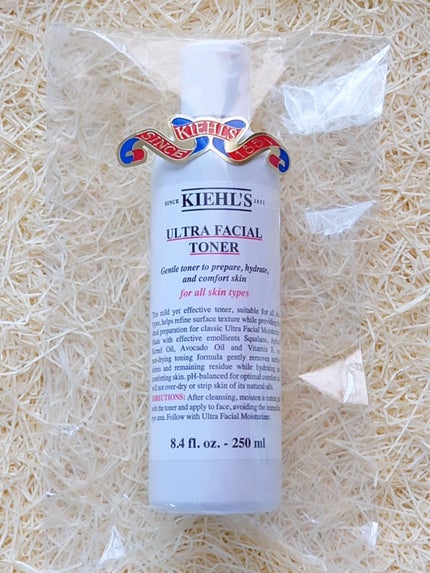 KIEHL'S
SINCE 185
SINCE KIEHL'S 1851
ULTRA FACIAL
TONER
Gentle toner to prepare, hydrate,
and comfort skin
for all skin types
This mild yet effective toner, suitable for all
types, helps refine surface texture while providing
ideal preparation for classic Ultra Facial
Made with effective emollients Squalane,
Kernel Oil, Avocado Oil and Vitamin E,
non-drying toning formula gently removes
debris and remaining residue while hydrating
comforting skin. pH-balanced for optimal comfort
will not over-dry or strip skin of its natural oils.
DIRECTIONS: After cleansing, moisten a
with the toner and apply to face, avoiding the
eye area. Follow with Ultra Facial Moisturizer.
8.4 fl. oz. - 250 ml